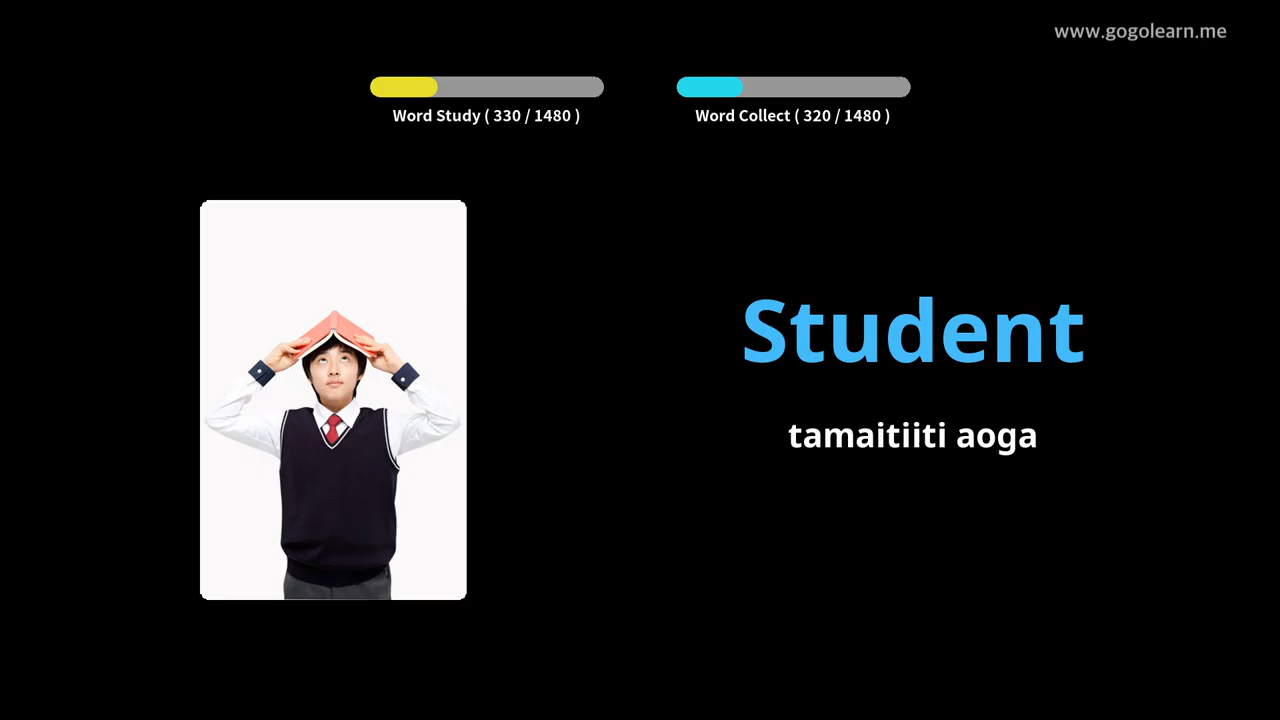 www.gogolearn.me
Word Study ( 330 / 1480 )
Word Collect ( 320 / 1480 )
Student
tamaitiiti aoga